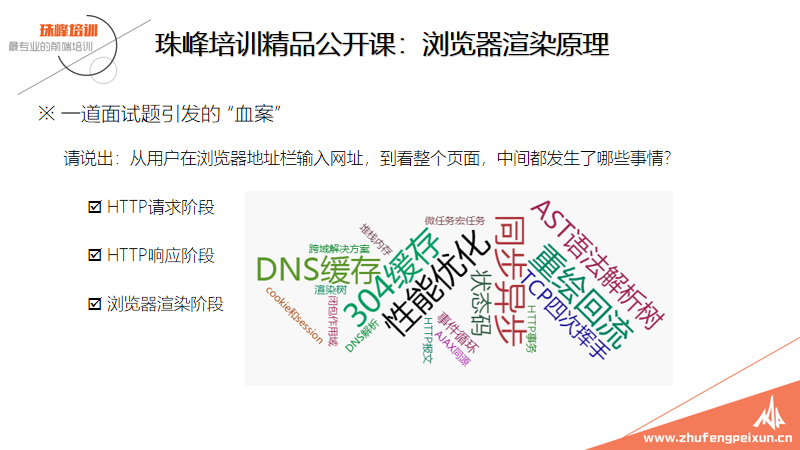 珠峰培训
最专业的前端培训
珠峰培训精品公开课：浏览器渲染原理
※ 一道面试题引发的 “血案”
请说出：从用户在浏览器地址栏输入网址，到看整个页面，中间都发生了哪些事情？
HTTP请求阶段
HTTP响应阶段
浏览器渲染阶段
微任务宏任务
堆栈内存
跨域解决方案
DNS缓存
渲染树
cookie和session
闭包作用域
DNS解析
304缓存
性能优化
HTTP报文
状态码
事件循环
AJAX同源
同步异步
HTTP事务
AST语法解析树
重绘回流
TCP四次挥手
www.zhufengpeixun.cn